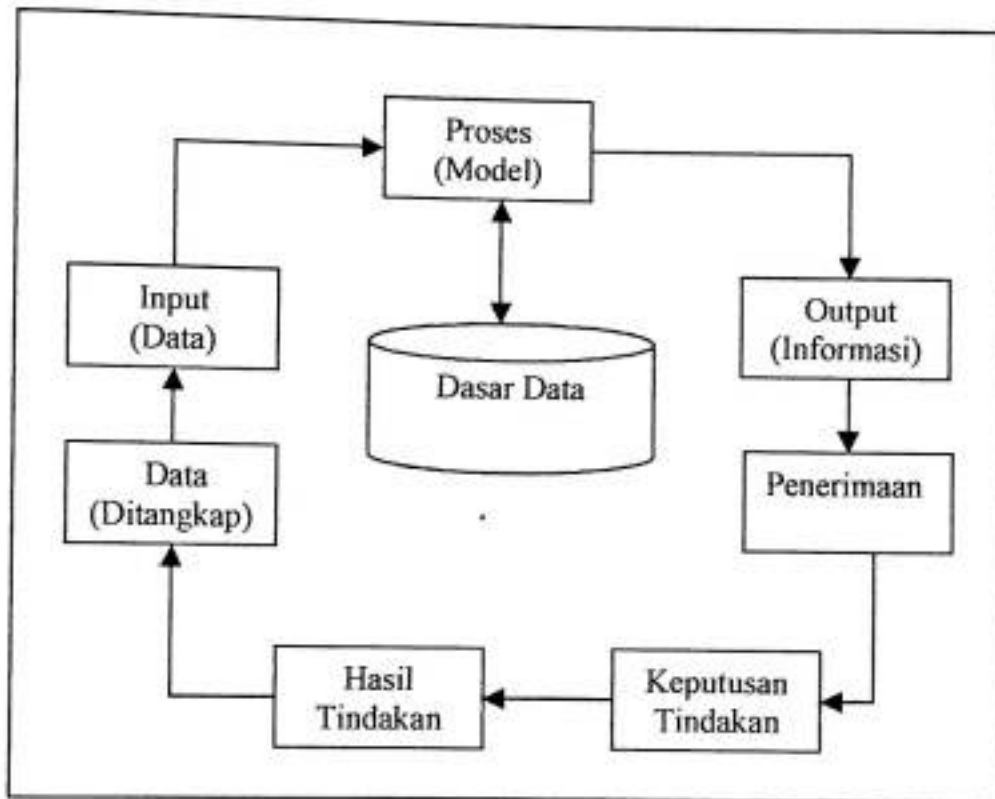 Proses
(Model)
Input
(Data)
Output
(Informasi)
Dasar Data
Data
(Ditangkap)
Penerimaan
Hasil
Tindakan
Keputusan
Tindakan